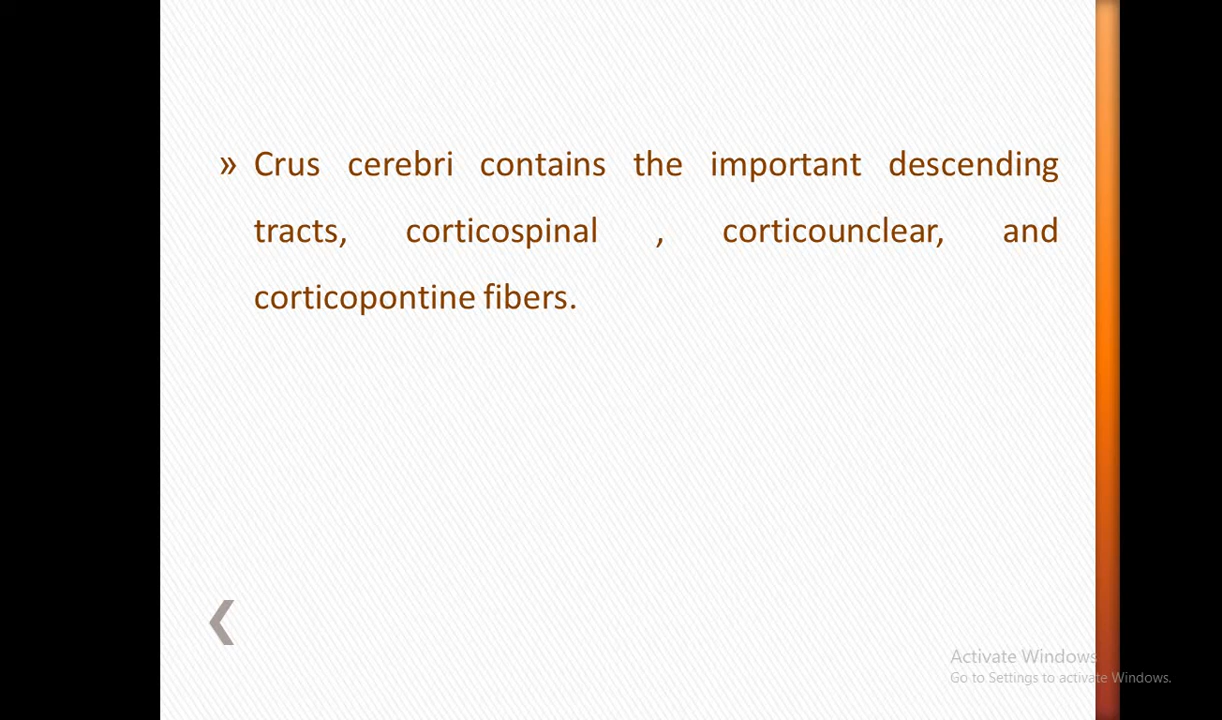 » Crus cerebri contains the important descending
tracts, corticospinal , corticounclear, and
corticopontine fibers.
Activate Windows
Go to Settings to activate Windows.